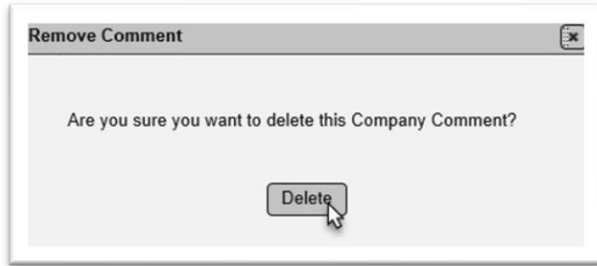 Remove Comment
Are you sure you want to delete this Company Comment?
Delete